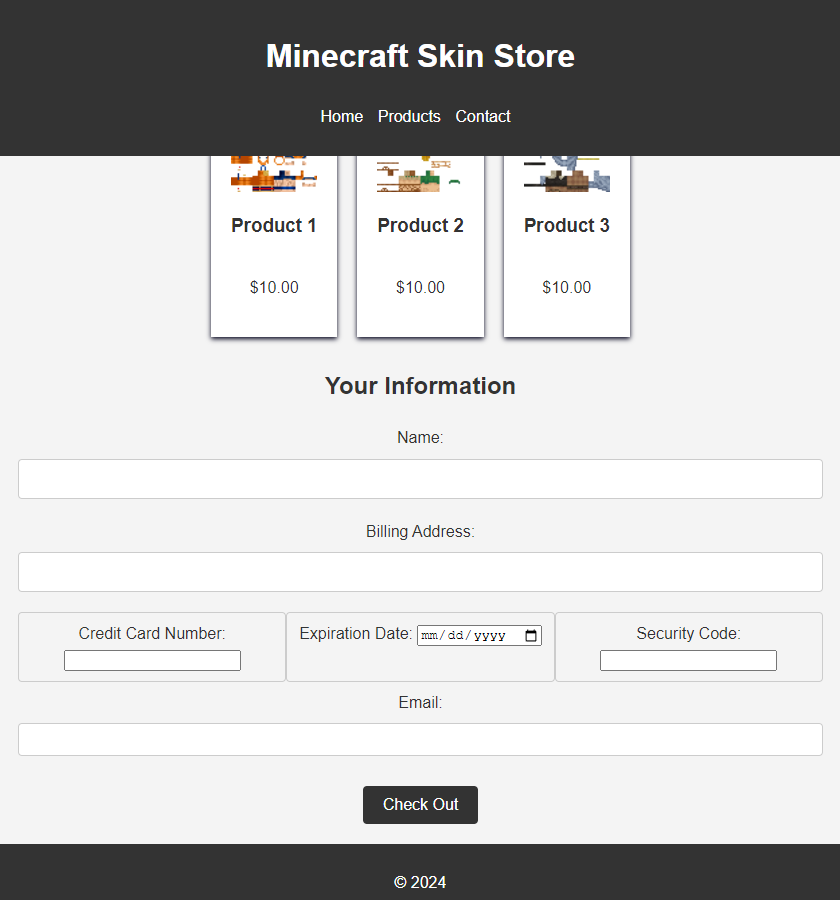 Minecraft Skin Store
Home Products Contact
Product 1 Product 2 Product 3
$10.00 $10.00 $10.00
Your Information
Name:
Billing Address:
Credit Card Number: Expiration Date: mm/dd/yyyy Security Code:
Email:
Check Out
© 2024